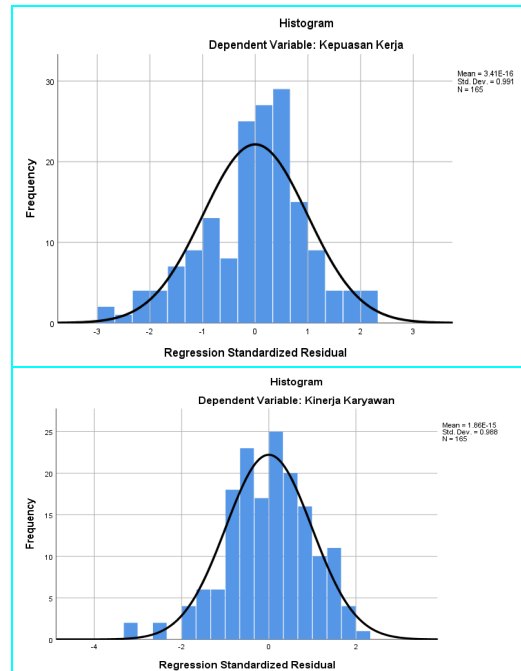 Histogram
Dependent Variable: Kepuasan Kerja
Mean = 3.41E-16
Std. Dev. = 0.991
N = 165
30
20
10
0
Frequency
-3 -2 -1 0 1 2 3
Regression Standardized Residual
Histogram
Dependent Variable: Kinerja Karyawan
Mean = 1.86E-15
Std. Dev. = 0.988
N = 165
25
20
15
10
5
0
Frequency
-4 -2 0 2
Regression Standardized Residual